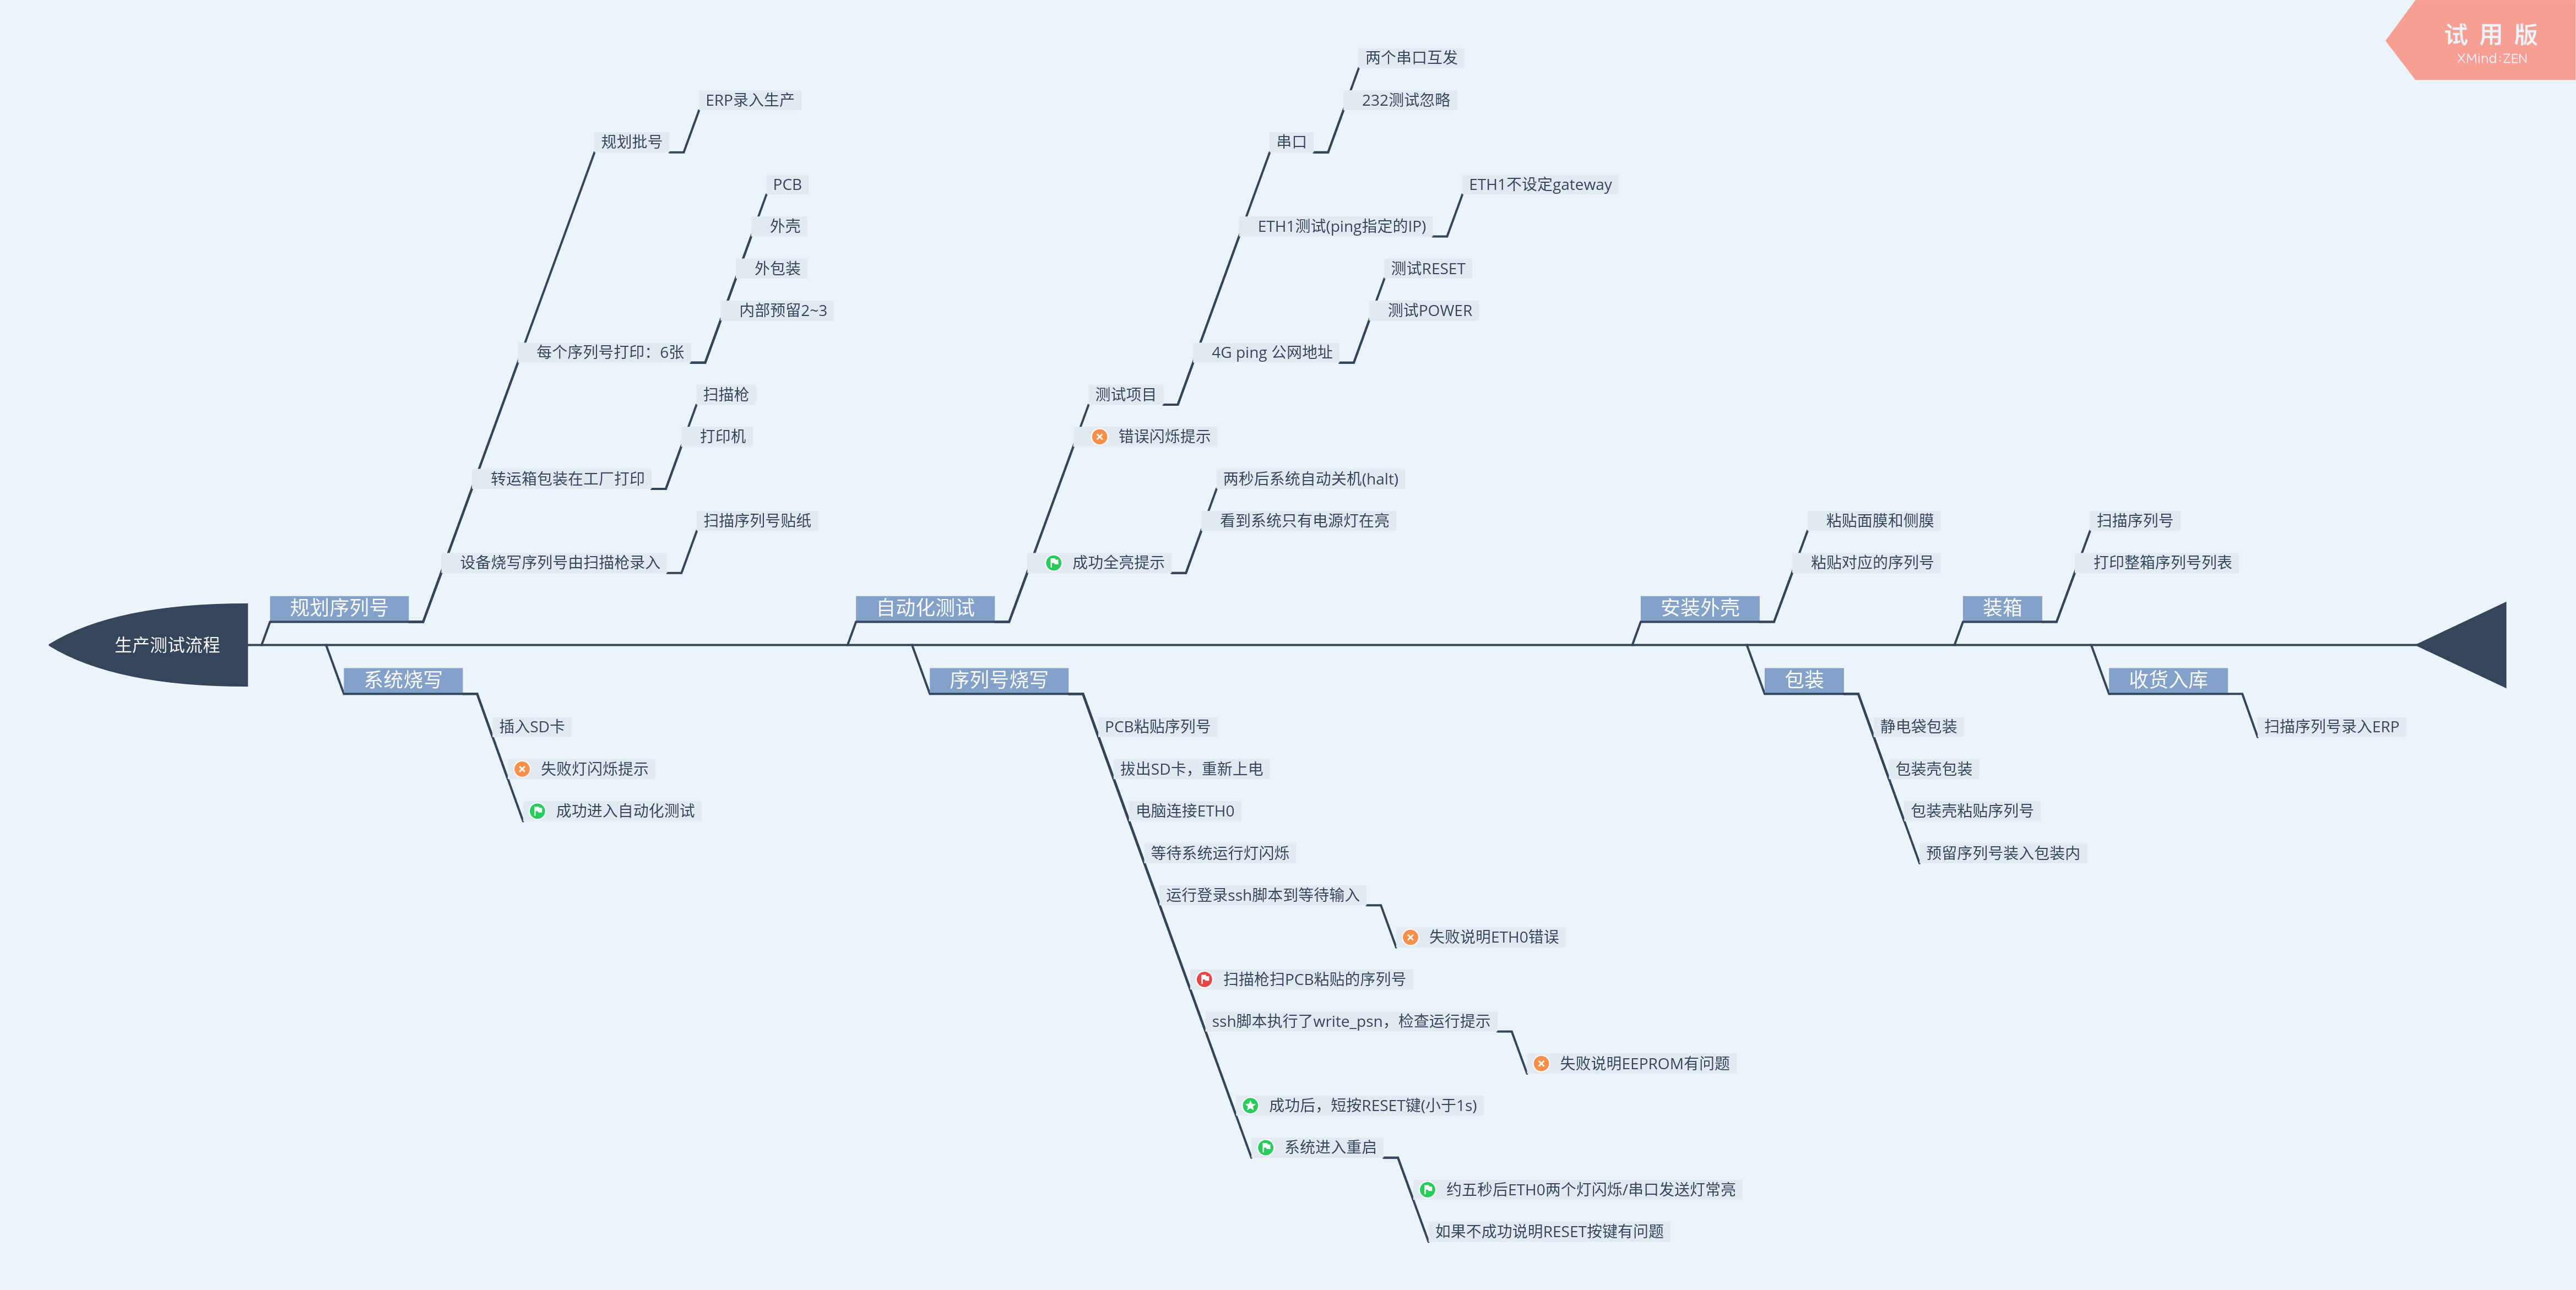 试用版
XMind:ZEN
生产测试流程
规划序列号
规划批号
ERP录入生产
每个序列号打印：6张
PCB
外壳
外包装
内部预留2~3
转运箱包装在工厂打印
扫描枪
打印机
设备烧写序列号由扫描枪录入
扫描序列号贴纸
系统烧写
插入SD卡
失败灯闪烁提示
成功进入自动化测试
自动化测试
测试项目
串口
两个串口互发
232测试忽略
ETH1测试(ping指定的IP)
ETH1不设定gateway
4G ping 公网地址
测试RESET
测试POWER
错误闪烁提示
成功全亮提示
两秒后系统自动关机(halt)
看到系统只有电源灯在亮
序列号烧写
PCB粘贴序列号
拔出SD卡，重新上电
电脑连接ETH0
等待系统运行灯闪烁
运行登录ssh脚本到等待输入
失败说明ETH0错误
扫描枪扫PCB粘贴的序列号
ssh脚本执行了write_psn，检查运行提示
失败说明EEPROM有问题
成功后，短按RESET键(小于1s)
系统进入重启
约五秒后ETH0两个灯闪烁/串口发送灯常亮
如果不成功说明RESET按键有问题
安装外壳
粘贴面膜和侧膜
粘贴对应的序列号
包装
静电袋包装
包装壳包装
包装壳粘贴序列号
预留序列号装入包装内
装箱
扫描序列号
打印整箱序列号列表
收货入库
扫描序列号录入ERP